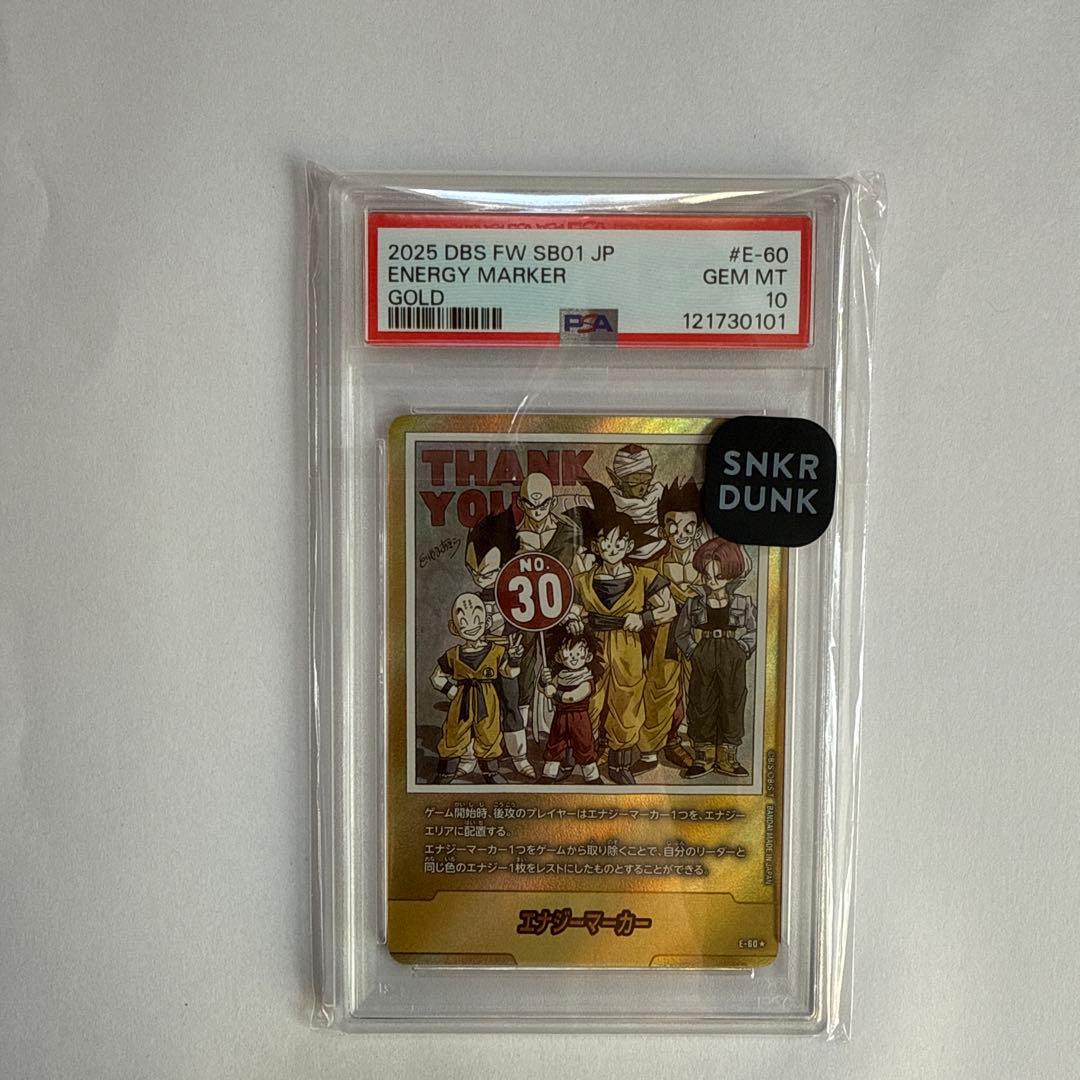 2025 DBS FW SB01 JP #E-60
ENERGY MARKER GEM MT
GOLD 10
PSA 121730101
SNKR
DUNK
THANK
YOU
NO.
30
ゲーム開始時、後攻のプレイヤーはエナジーマーカー1つを、エナジー
エリアに配置する。
エナジーマーカー1つをゲームから取り除くことで、自分のリーダーと
同じ色のエナジー1枚をレストにしたものとすることができる。
エナジーマーカー
E-60★
BANDAI MADE IN JAPAN